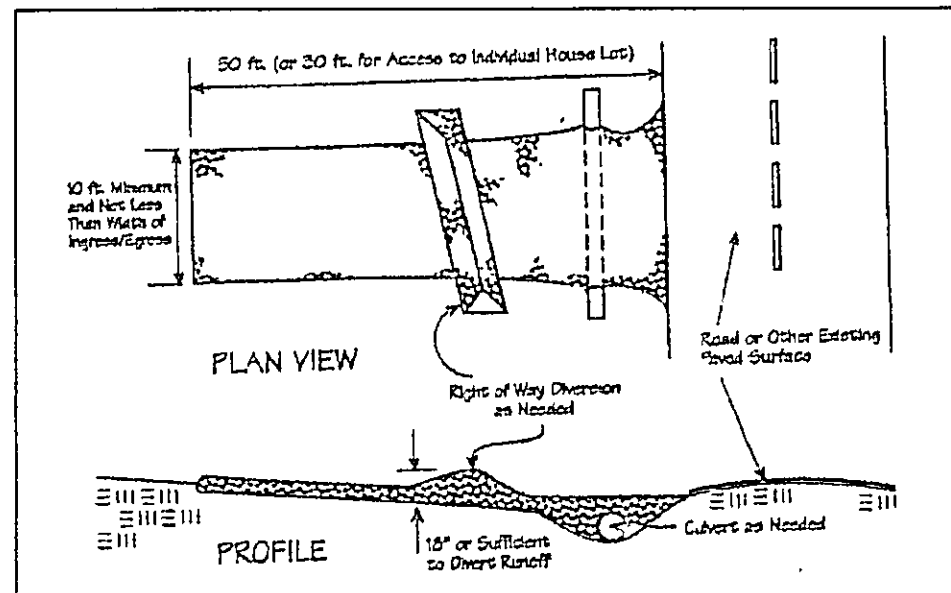 50 ft. (or 30 ft. for Access to Individual House Lot)
10 ft. Minimum
and Not Less
Than Width of
Ingress/Egress
PLAN VIEW
Road or Other Existing
Paved Surface
Right of Way Diversion
as Needed
Culvert as Needed
PROFILE
18" or Sufficient
to Divert Runoff